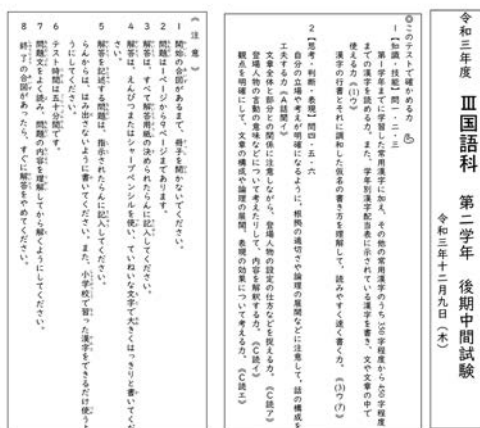 令和三年度 Ⅲ国語科 第二学年 後期中間試験
令和三年十二月九日（木）
◎このテストで確かめる力
１【知識・技能】問一・二・三
第１学年までに学習した常用漢字に加え、その他の常用漢字のうち350字程度から450字程度
までの漢字を読める力。また、学年別漢字配当表に示されている漢字を書き、文や文章の中で
使える力（⑴ウ）
漢字の行書とそれに調和した仮名の書き方を理解して、読みやすく速く書く力。（⑶ウ(ア)）
２【思考・判断・表現】問四・五・六
自分の立場や考えが明確になるように、根拠の適切さや論理の展開などに注意して、話の構成を
工夫する力（A話聞イ）
文章全体と部分との関係に注意しながら、登場人物の設定の仕方などを捉える力。（C読ア）
登場人物の言動の意味などについて考えたりして、内容を解釈する力。（C読イ）
観点を明確にして、文章の構成や論理の展開、表現の効果について考える力。（C読エ）
《注意》
１ 開始の合図があるまで、冊子を開かないでください。
２ 問題は１ページから９ページまであります。
３ 解答は、すべて解答用紙の決められたらんに記入してください。
４ 解答は、えんぴつまたはシャープペンシルを使い、ていねいな文字で大きくはっきりと書いてくだ
さい。
５ 解答を記述する問題は、指示されたらんに記入してください。
らんからは、はみ出さないように書いてください。また、小学校で習った漢字をできるだけ使うよ
うにしてください。
６ テスト時間は五十分間です。
７ 問題文をよく読み、問題の内容を理解してから解くようにしてください。
８ 終了の合図があったら、すぐに解答をやめてください。